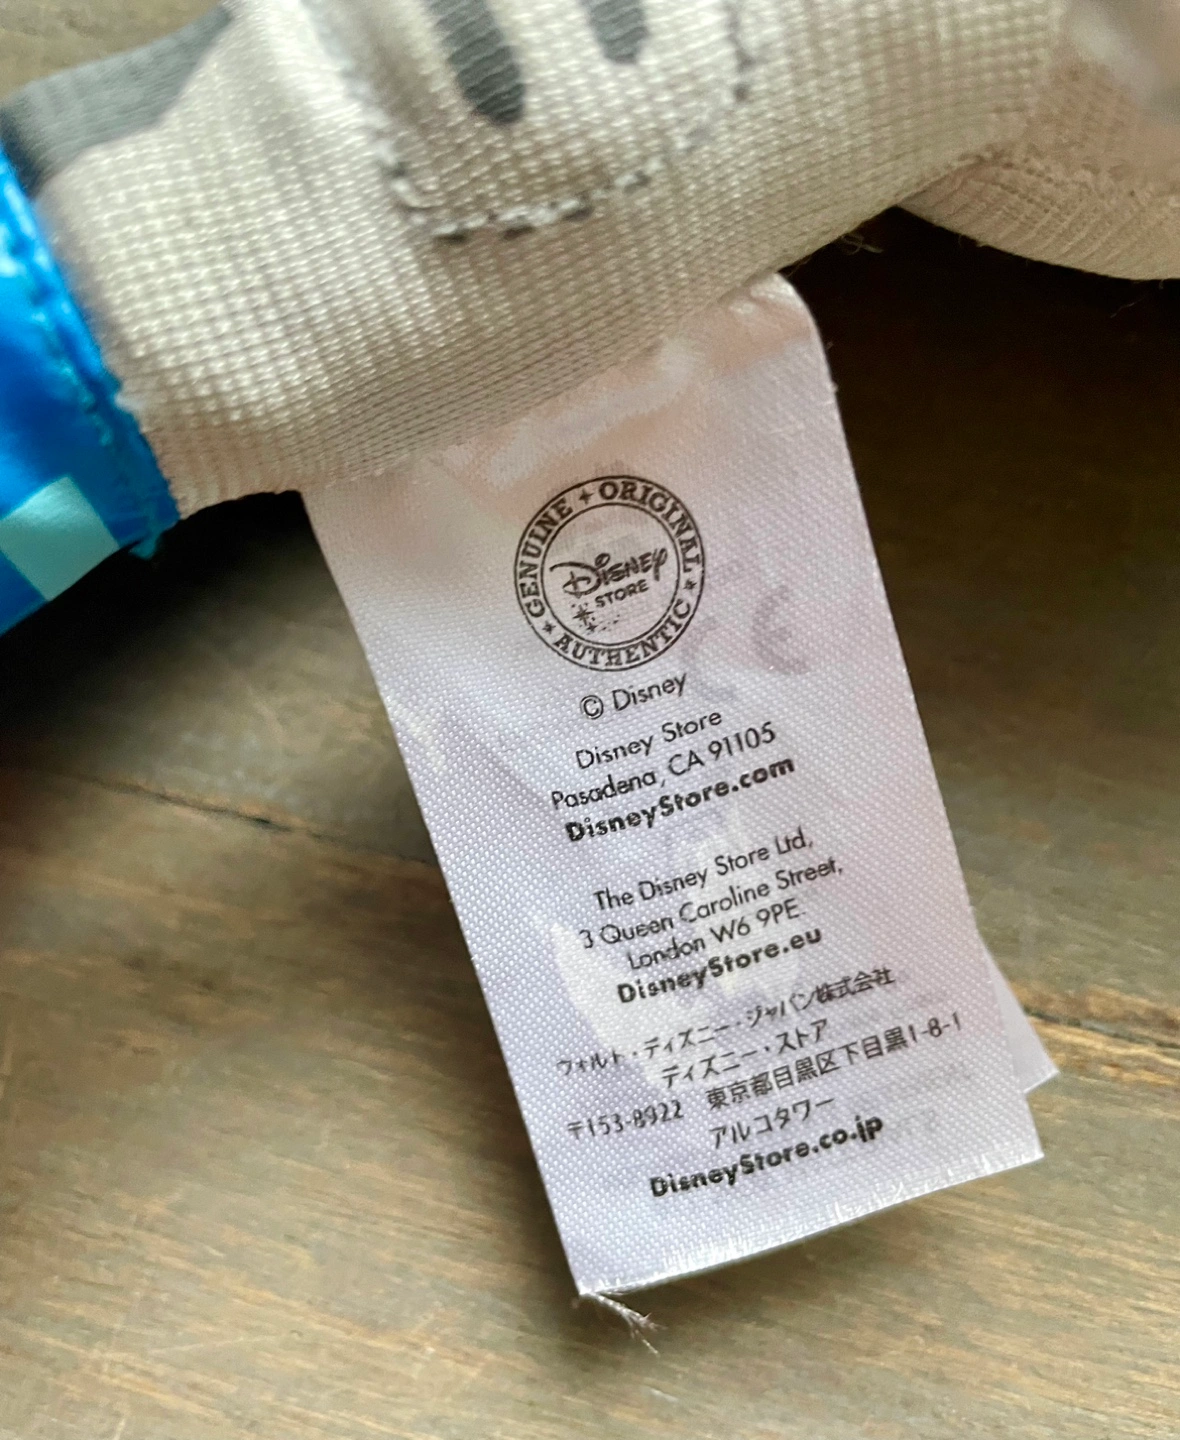 GENUINE ORIGINAL AUTHENTIC
Disney
STORE
© Disney
Disney Store
Pasadena, CA 91105
DisneyStore.com
The Disney Store Ltd,
3 Queen Caroline Street,
London W6 9PE.
DisneyStore.eu
ウォルト・ディズニー・ジャパン株式会社
ディズニー・ストア
〒153-8922 東京都目黒区下目黒1-8-1
アルコタワー
DisneyStore.co.jp
CE